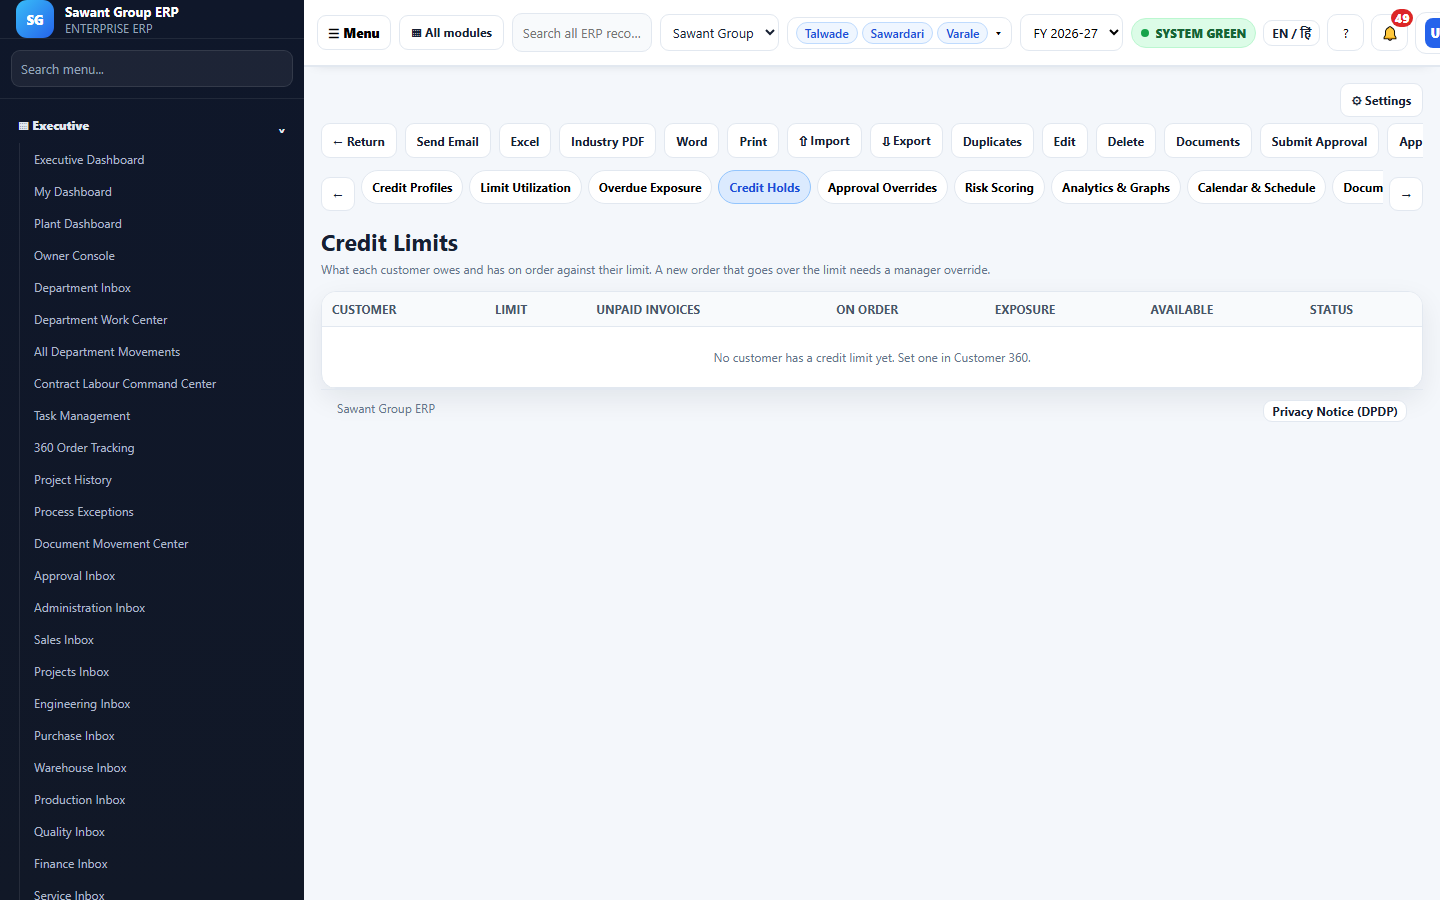 SG
Sawant Group ERP
ENTERPRISE ERP
Search menu...
Executive
Executive Dashboard
My Dashboard
Plant Dashboard
Owner Console
Department Inbox
Department Work Center
All Department Movements
Contract Labour Command Center
Task Management
360 Order Tracking
Project History
Process Exceptions
Document Movement Center
Approval Inbox
Administration Inbox
Sales Inbox
Projects Inbox
Engineering Inbox
Purchase Inbox
Warehouse Inbox
Production Inbox
Quality Inbox
Finance Inbox
Service Inbox
☰ Menu
All modules
Search all ERP reco...
Sawant Group
Talwade Sawardari Varale
FY 2026-27
SYSTEM GREEN
EN / हिं
?
49
U
⚙ Settings
← Return
Send Email
Excel
Industry PDF
Word
Print
⇧ Import
⇩ Export
Duplicates
Edit
Delete
Documents
Submit Approval
App
←
Credit Profiles
Limit Utilization
Overdue Exposure
Credit Holds
Approval Overrides
Risk Scoring
Analytics & Graphs
Calendar & Schedule
Docum
→
Credit Limits
What each customer owes and has on order against their limit. A new order that goes over the limit needs a manager override.
CUSTOMER LIMIT UNPAID INVOICES ON ORDER EXPOSURE AVAILABLE STATUS
No customer has a credit limit yet. Set one in Customer 360.
Sawant Group ERP
Privacy Notice (DPDP)